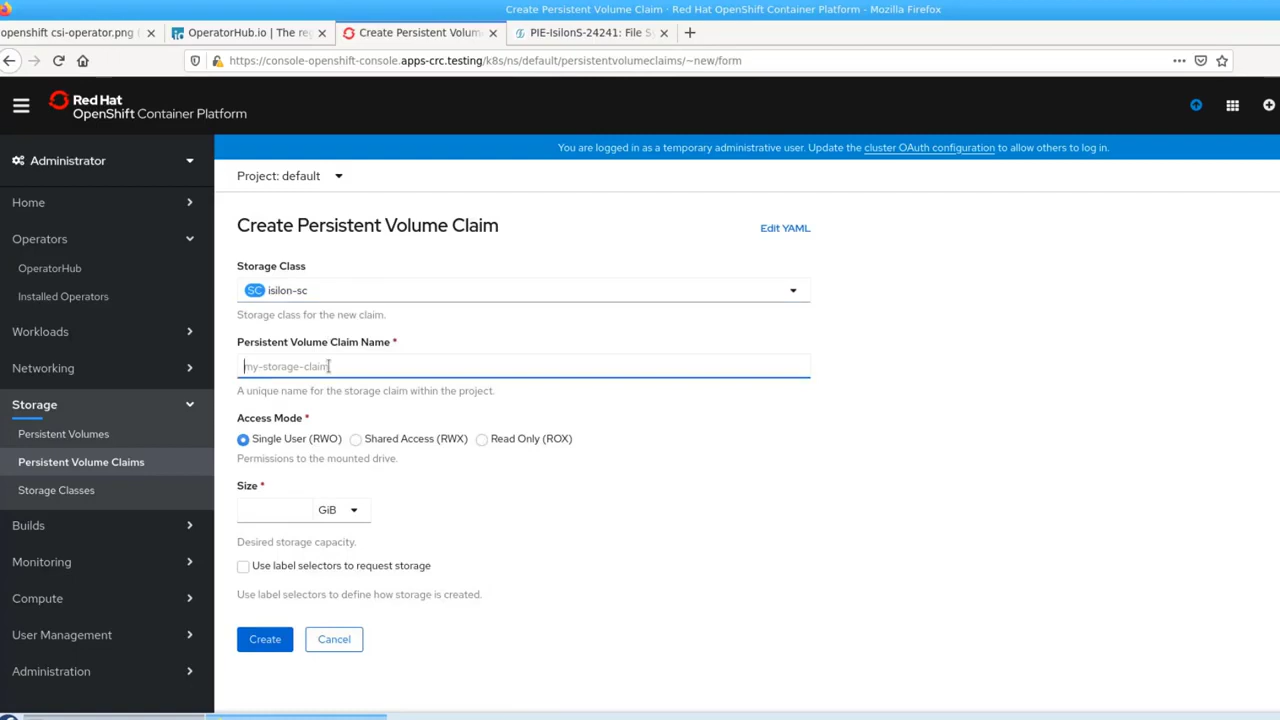 Create Persistent Volume Claim · Red Hat OpenShift Container Platform - Mozilla Firefox
openshift csi-operator.png (
OperatorHub.io | The re
Create Persistent Volum
PIE-IsilonS-24241: File S
https://console-openshift-console.apps-crc.testing/k8s/ns/default/persistentvolumeclaims/~new/form
Red Hat
OpenShift Container Platform
Administrator
You are logged in as a temporary administrative user. Update the cluster OAuth configuration to allow others to log in.
Project: default
Home
Operators
OperatorHub
Installed Operators
Workloads
Networking
Storage
Persistent Volumes
Persistent Volume Claims
Storage Classes
Builds
Monitoring
Compute
User Management
Administration
Create Persistent Volume Claim
Edit YAML
Storage Class
SC isilon-sc
Storage class for the new claim.
Persistent Volume Claim Name *
my-storage-claim
A unique name for the storage claim within the project.
Access Mode *
Single User (RWO) Shared Access (RWX) Read Only (ROX)
Permissions to the mounted drive.
Size *
GiB
Desired storage capacity.
Use label selectors to request storage
Use label selectors to define how storage is created.
Create Cancel